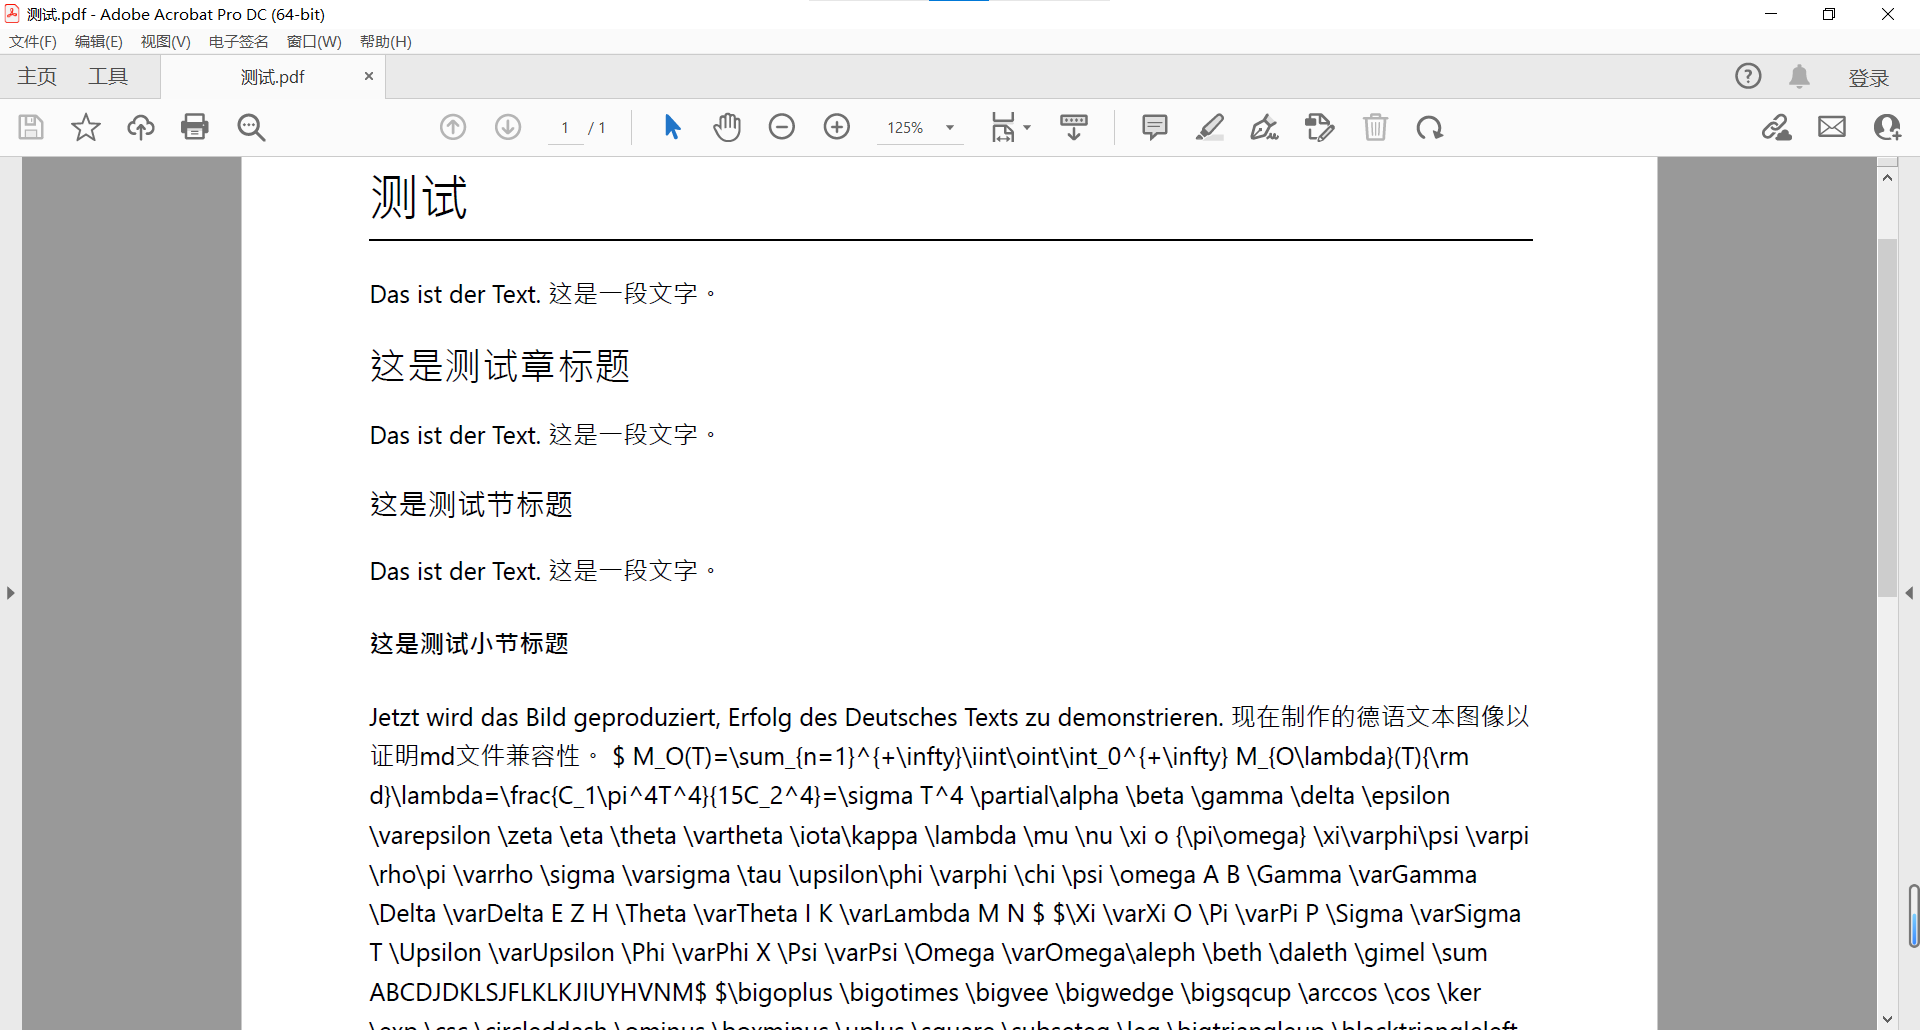 测试.pdf - Adobe Acrobat Pro DC (64-bit)
文件(F) 编辑(E) 视图(V) 电子签名 窗口(W) 帮助(H)
主页 工具 测试.pdf × 登录
1 / 1 125%
测试
Das ist der Text. 这是一段文字。
这是测试章标题
Das ist der Text. 这是一段文字。
这是测试节标题
Das ist der Text. 这是一段文字。
这是测试小节标题
Jetzt wird das Bild geproduziert, Erfolg des Deutsches Texts zu demonstrieren. 现在制作的德语文本图像以
证明md文件兼容性。 $ M_O(T)=\sum_{n=1}^{+\infty}\iint\oint\int_0^{+\infty} M_{O\lambda}(T){\rm
d}\lambda=\frac{C_1\pi^4T^4}{15C_2^4}=\sigma T^4 \partial\alpha \beta \gamma \delta \epsilon
\varepsilon \zeta \eta \theta \vartheta \iota\kappa \lambda \mu \nu \xi o {\pi\omega} \xi\varphi\psi \varpi
\rho\pi \varrho \sigma \varsigma \tau \upsilon\phi \varphi \chi \psi \omega A B \Gamma \varGamma
\Delta \varDelta E Z H \Theta \varTheta I K \varLambda M N $ $\Xi \varXi O \Pi \varPi P \Sigma \varSigma
T \Upsilon \varUpsilon \Phi \varPhi X \Psi \varPsi \Omega \varOmega\aleph \beth \daleth \gimel \sum
ABCDJDKLSJFLKLKJIUYHVNM$ $\bigoplus \bigotimes \bigvee \bigwedge \bigsqcup \arccos \cos \ker
\exp \csc \circleddash \ominus \boxminus \uplus \square \subseteq \leq \bigtriangleup \blacktriangleleft